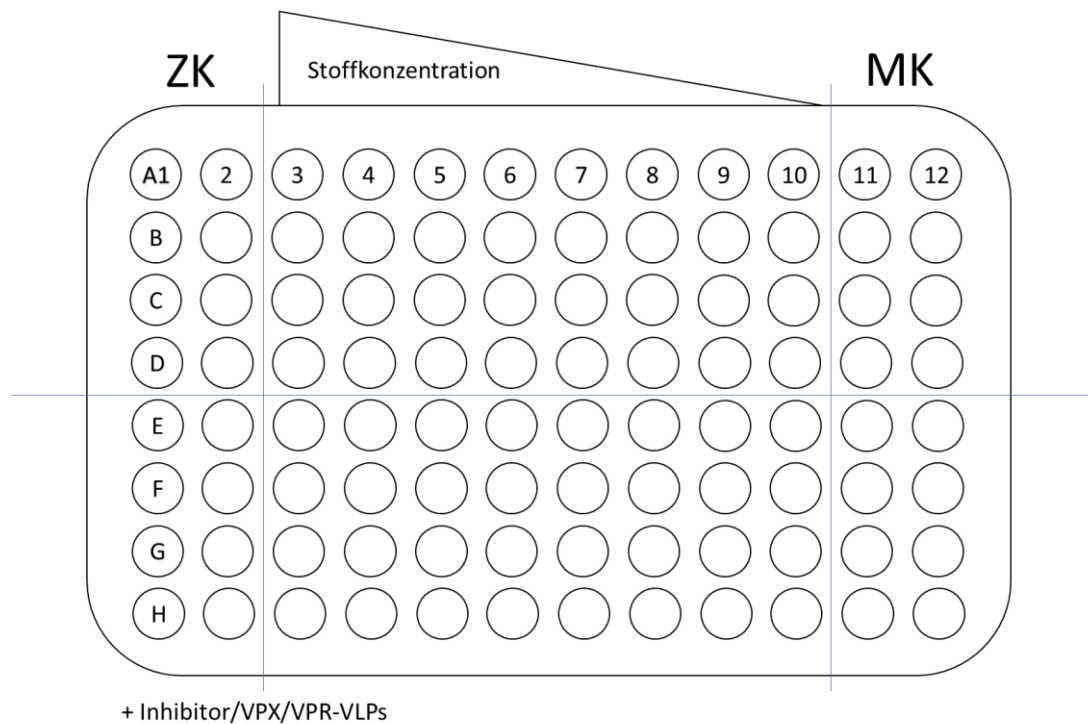 ZK
Stoffkonzentration
MK
A1 2 3 4 5 6 7 8 9 10 11 12
B
C
D
E
F
G
H
+ Inhibitor/VPX/VPR-VLPs